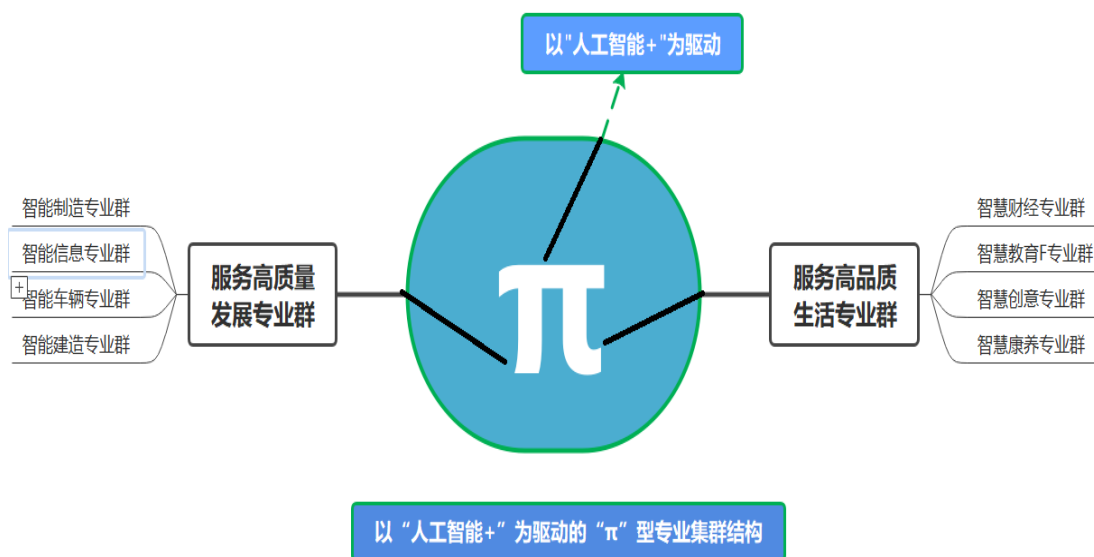 以"人工智能+"为驱动
智能制造专业群
智能信息专业群
智能车辆专业群
智能建造专业群
服务高质量
发展专业群
π
服务高品质
生活专业群
智慧财经专业群
智慧教育F专业群
智慧创意专业群
智慧康养专业群
以“人工智能+”为驱动的“π”型专业集群结构